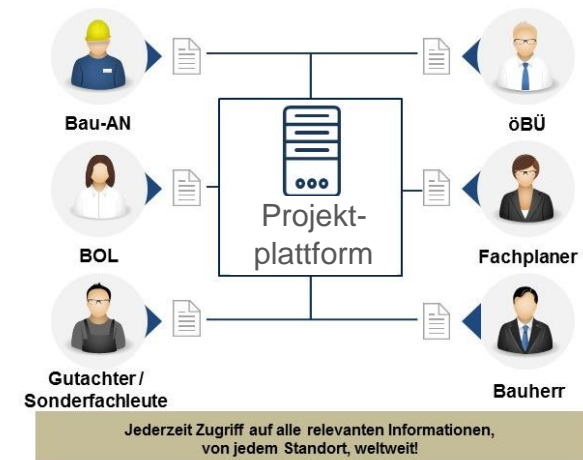 Bau-AN
öBÜ
Projekt-
plattform
BOL
Fachplaner
Gutachter /
Sonderfachleute
Bauherr
Jederzeit Zugriff auf alle relevanten Informationen,
von jedem Standort, weltweit!